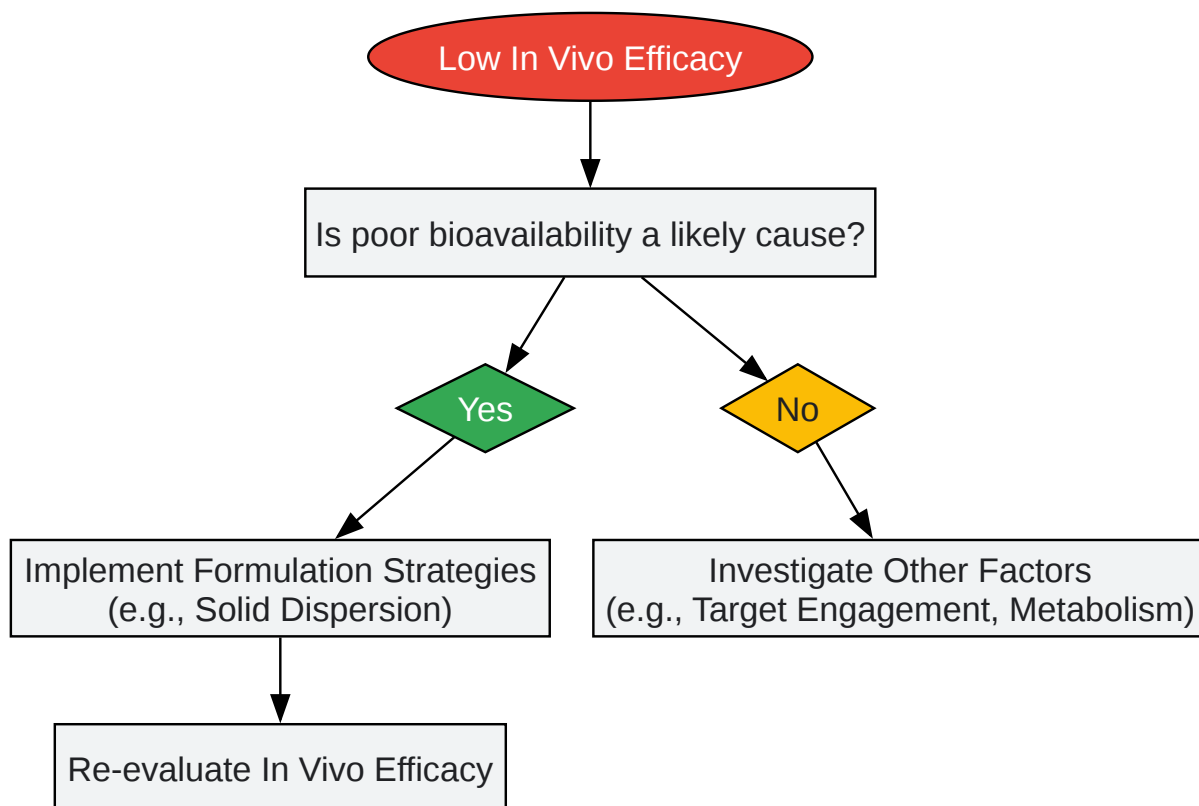 Low In Vivo Efficacy
Is poor bioavailability a likely cause?
Yes
No
Implement Formulation Strategies
(e.g., Solid Dispersion)
Investigate Other Factors
(e.g., Target Engagement, Metabolism)
Re-evaluate In Vivo Efficacy